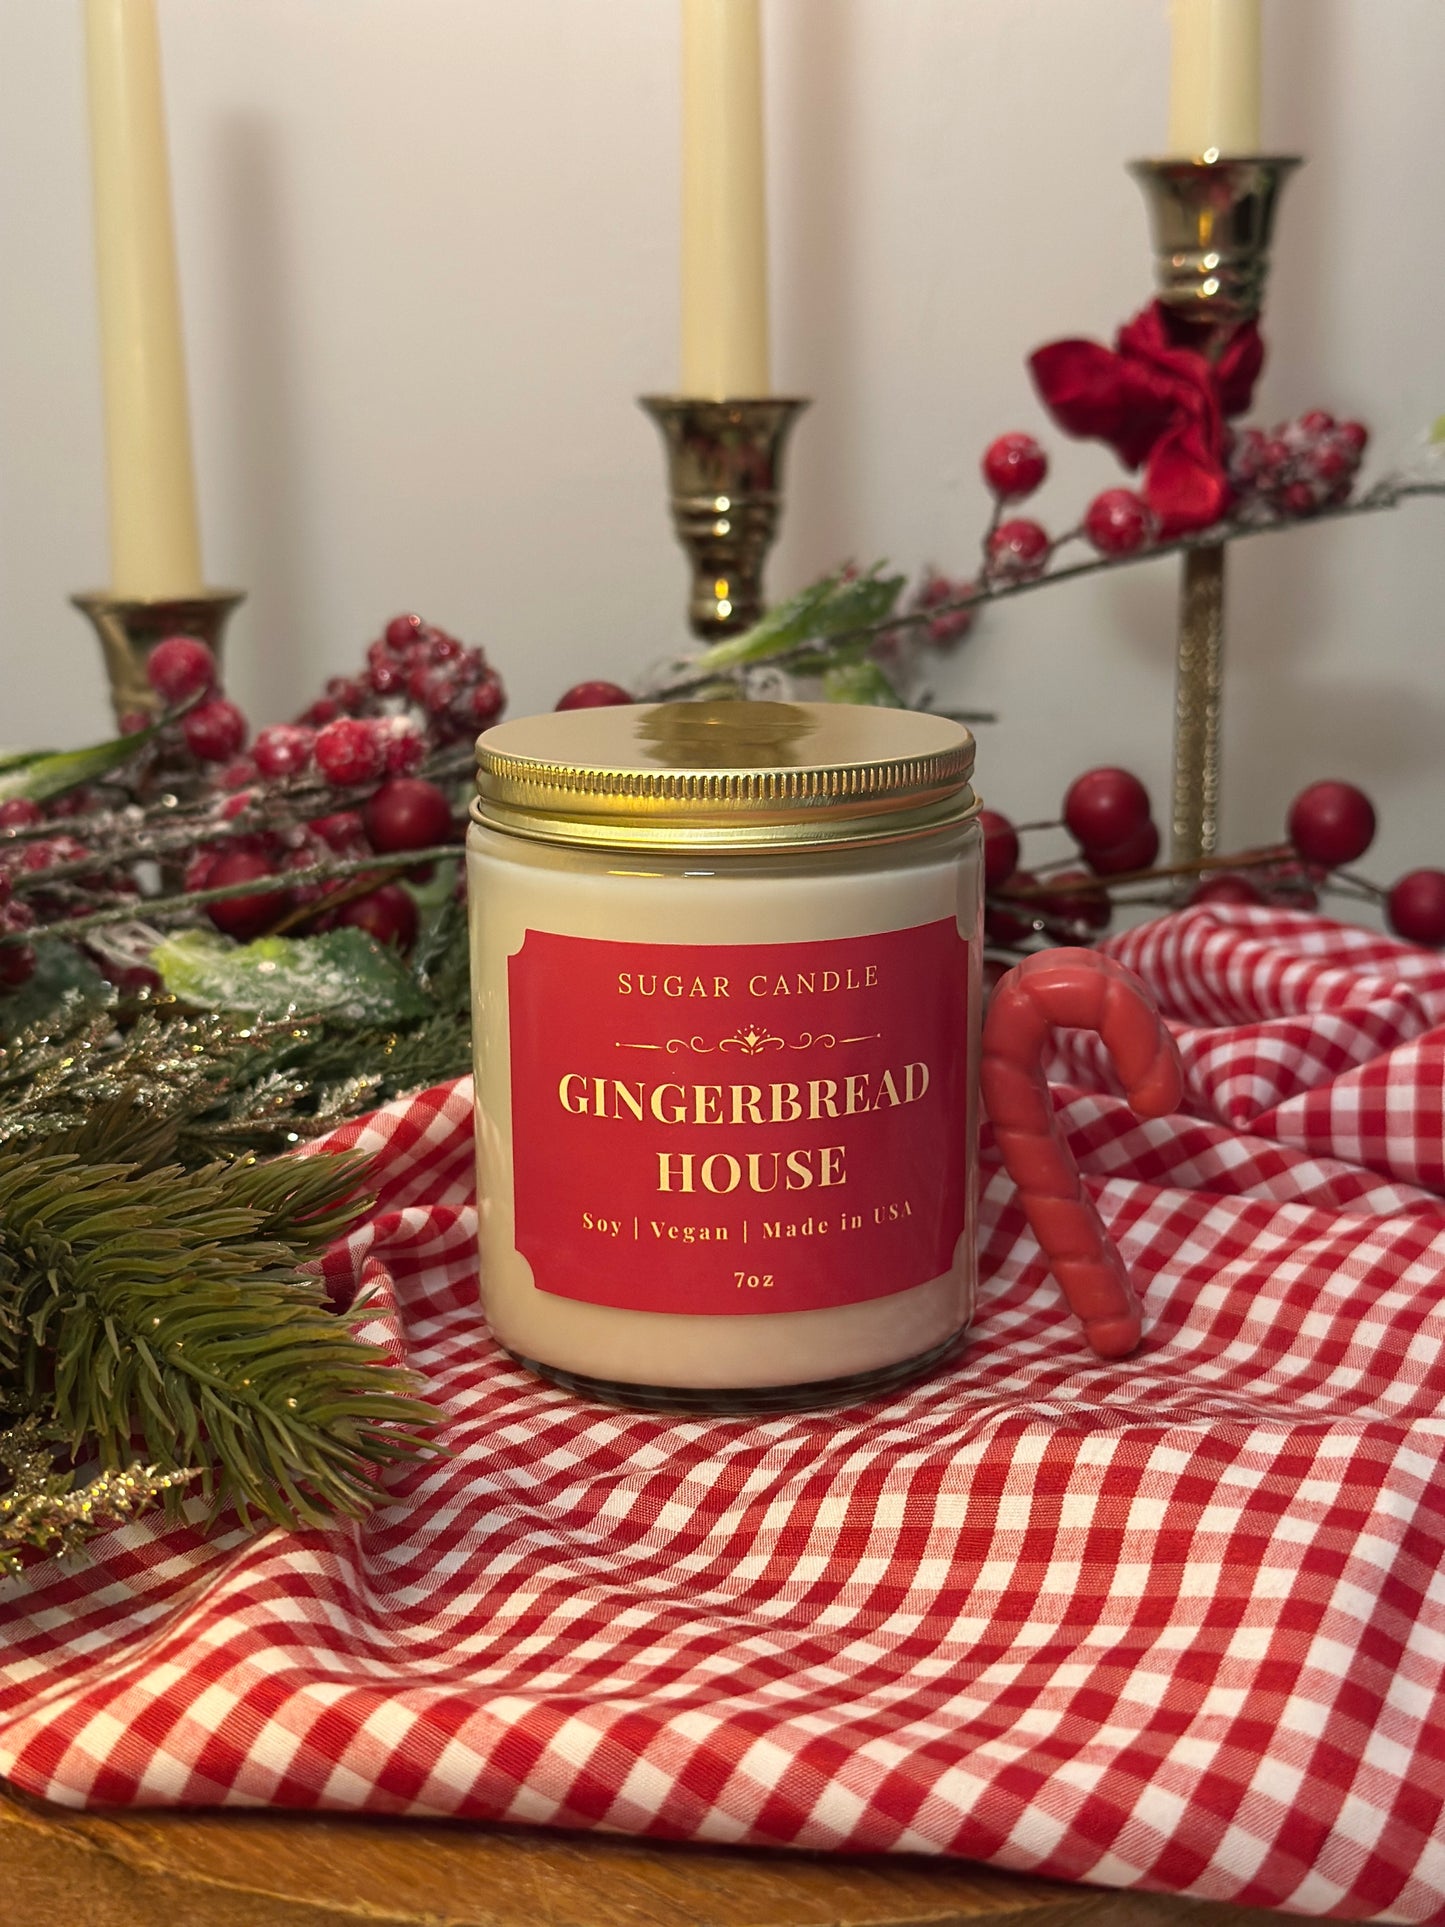 SUGAR CANDLE
GINGERBREAD
HOUSE
Soy | Vegan | Made in USA
7oz